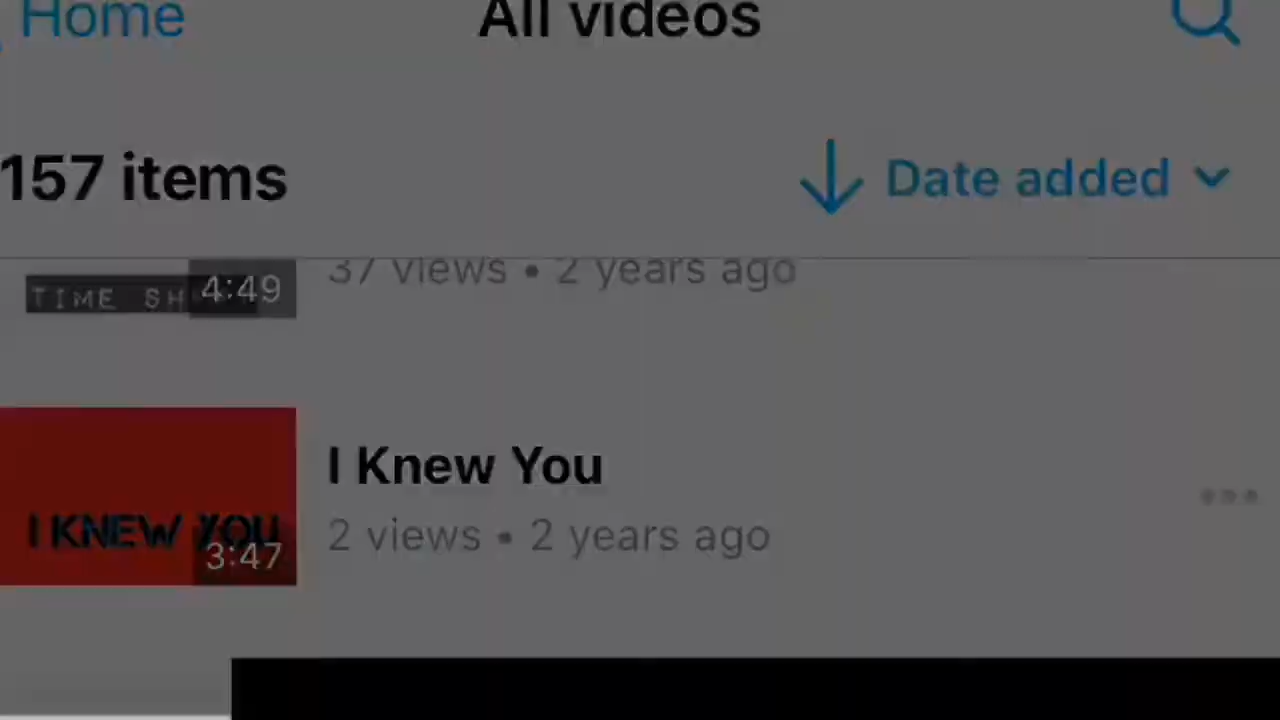 Home
All videos
157 items
Date added
TIME SH
4:49
37 views • 2 years ago
I KNEW YOU
3:47
I Knew You
2 views • 2 years ago